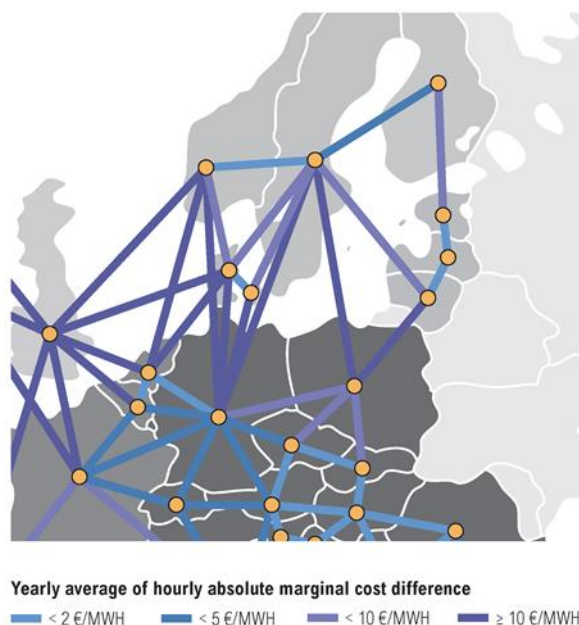 Yearly average of hourly absolute marginal cost difference
< 2 €/MWH < 5 €/MWH < 10 €/MWH ≥ 10 €/MWH